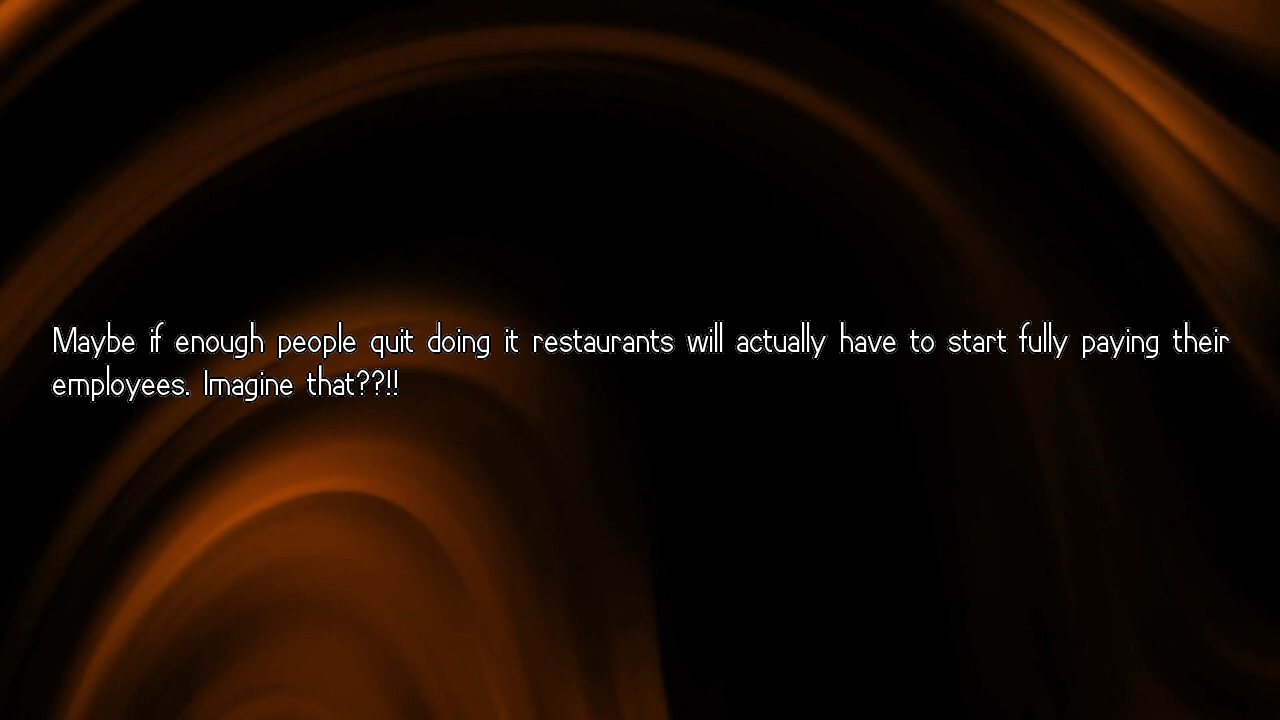 Maybe if enough people quit doing it restaurants will actually have to start fully paying their
employees. Imagine that??!!